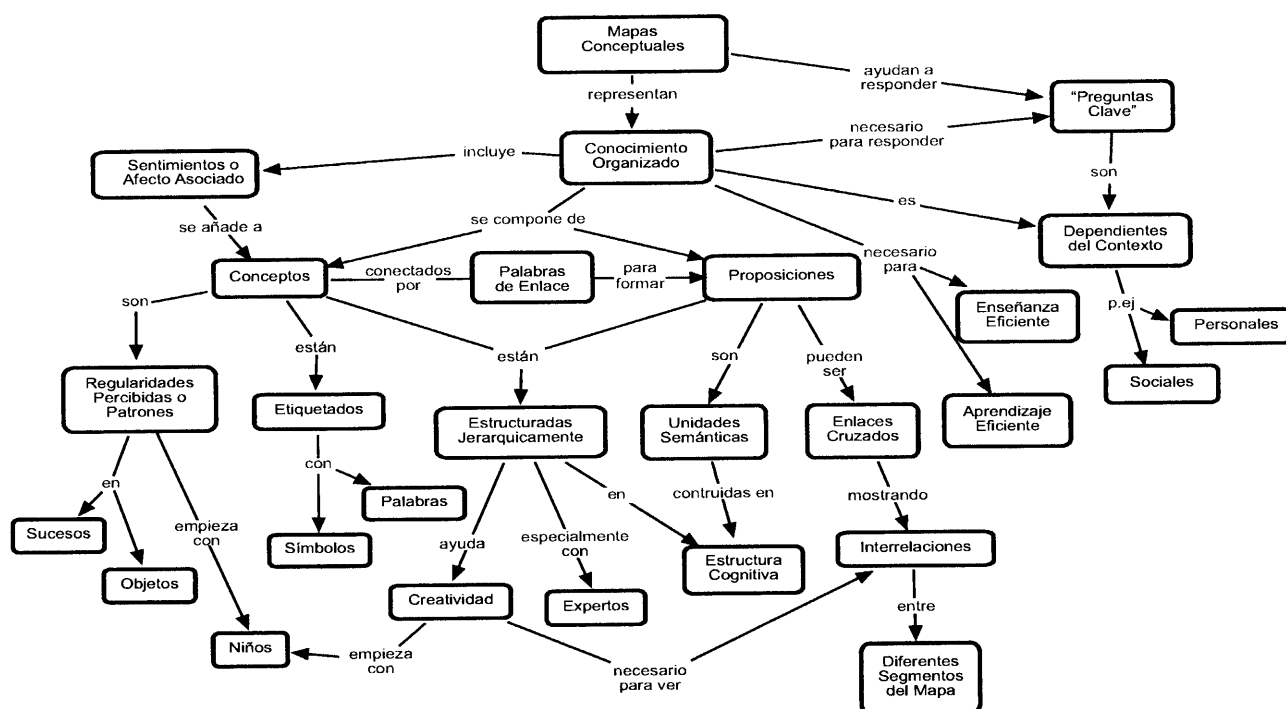 Mapas
Conceptuales
ayudan a
responder
representan
"Preguntas
Clave"
necesario
para responder
Conocimiento
Organizado
incluye
Sentimientos o
Afecto Asociado
son
es
se añade a
se compone de
Dependientes
del Contexto
necesario
para
Conceptos
conectados
por
Palabras
de Enlace
para
formar
Proposiciones
Enseñanza
Eficiente
p.ej
Personales
son
están
están
son
pueden
ser
Sociales
Regularidades
Percibidas o
Patrones
Etiquetados
Estructuradas
Jerarquicamente
Unidades
Semánticas
Enlaces
Cruzados
Aprendizaje
Eficiente
con
en
Palabras
en
contruidas en
mostrando
Sucesos
empieza
con
Símbolos
ayuda
especialmente
con
Estructura
Cognitiva
Interrelaciones
Objetos
Creatividad
Expertos
entre
Niños
empieza
con
necesario
para ver
Diferentes
Segmentos
del Mapa